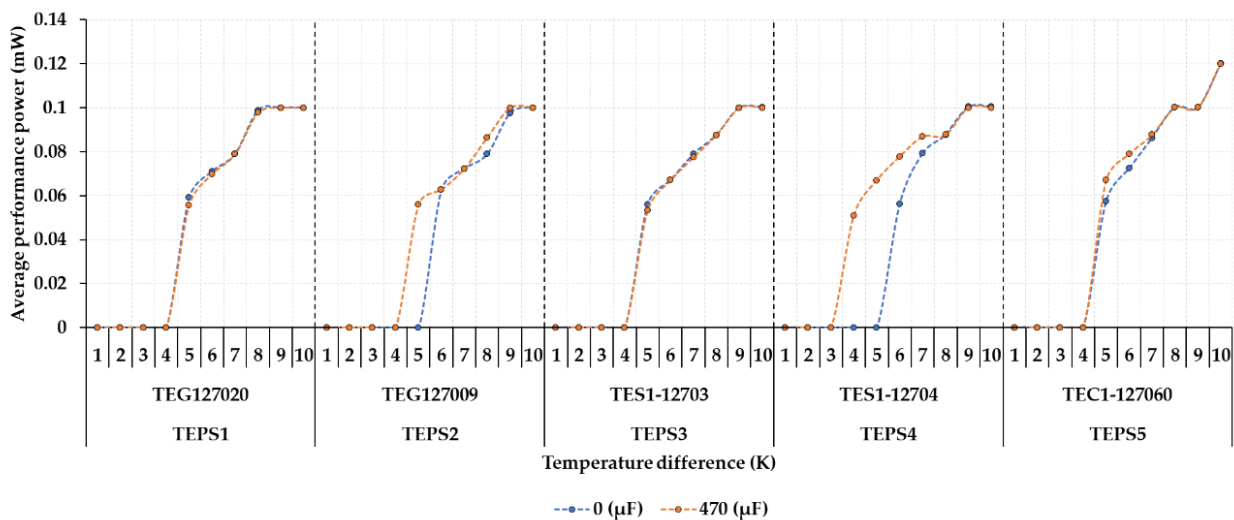 Average performance power (mW)
0.14
0.12
0.1
0.08
0.06
0.04
0.02
0
1 2 3 4 5 6 7 8 9 10 1 2 3 4 5 6 7 8 9 10 1 2 3 4 5 6 7 8 9 10 1 2 3 4 5 6 7 8 9 10 1 2 3 4 5 6 7 8 9 10
TEG127020 TEG127009 TES1-12703 TES1-12704 TEC1-127060
TEPS1 TEPS2 TEPS3 TEPS4 TEPS5
Temperature difference (K)
0 (µF) 470 (µF)